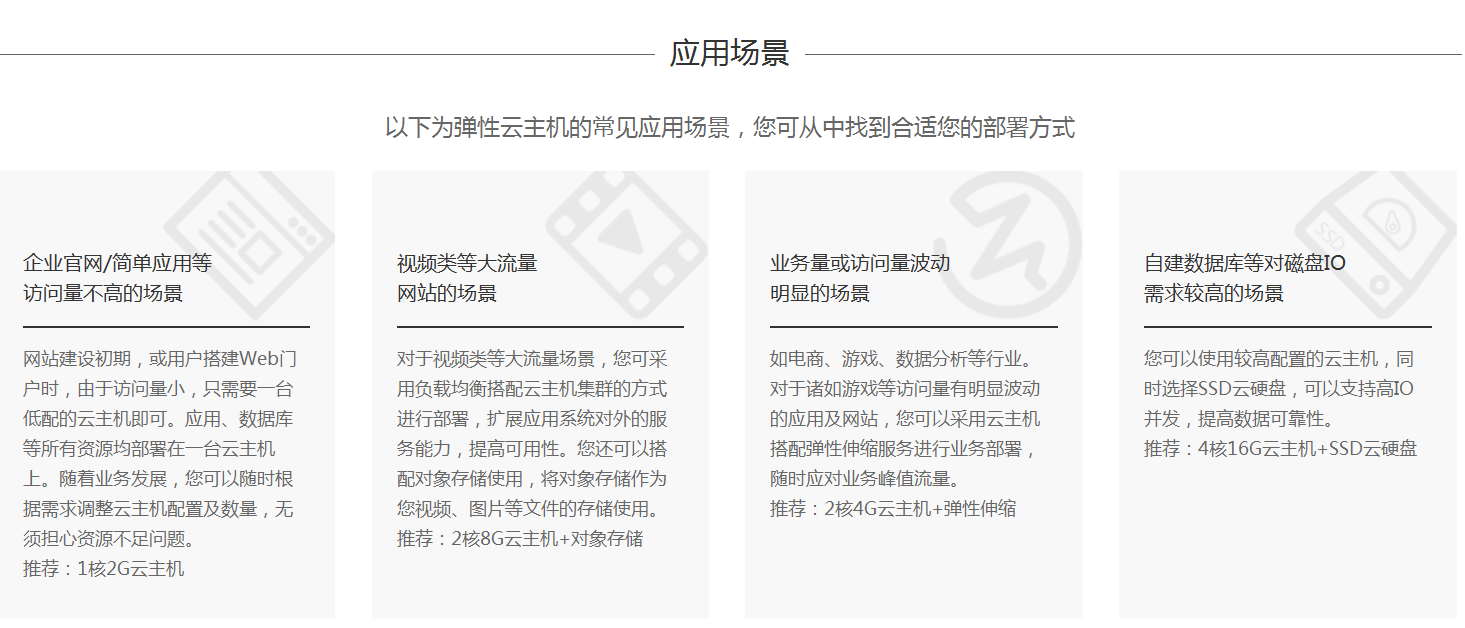 应用场景
以下为弹性云主机的常见应用场景，您可从中找到合适您的部署方式
企业官网/简单应用等
访问量不高的场景
网站建设初期，或用户搭建Web门
户时，由于访问量小，只需要一台
低配的云主机即可。应用、数据库
等所有资源均部署在一台云主机
上。随着业务发展，您可以随时根
据需求调整云主机配置及数量，无
须担心资源不足问题。
推荐：1核2G云主机
视频类等大流量
网站的场景
对于视频类等大流量场景，您可采
用负载均衡搭配云主机集群的方式
进行部署，扩展应用系统对外的服
务能力，提高可用性。您还可以搭
配对象存储使用，将对象存储作为
您视频、图片等文件的存储使用。
推荐：2核8G云主机+对象存储
业务量或访问量波动
明显的场景
如电商、游戏、数据分析等行业。
对于诸如游戏等访问量有明显波动
的应用及网站，您可以采用云主机
搭配弹性伸缩服务进行业务部署，
随时应对业务峰值流量。
推荐：2核4G云主机+弹性伸缩
SSD
自建数据库等对磁盘IO
需求较高的场景
您可以使用较高配置的云主机，同
时选择SSD云硬盘，可以支持高IO
并发，提高数据可靠性。
推荐：4核16G云主机+SSD云硬盘